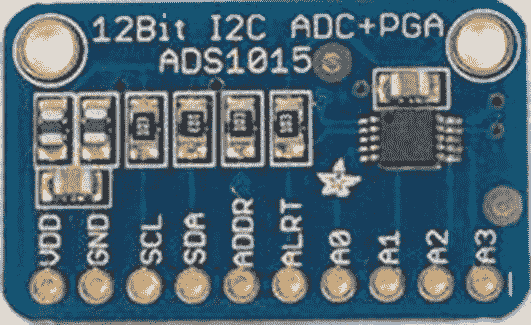 12Bit I2C ADC+PGA
ADS1015
VDD
GND
SCL
SDA
ADDR
ALRT
A0
A1
A2
A3